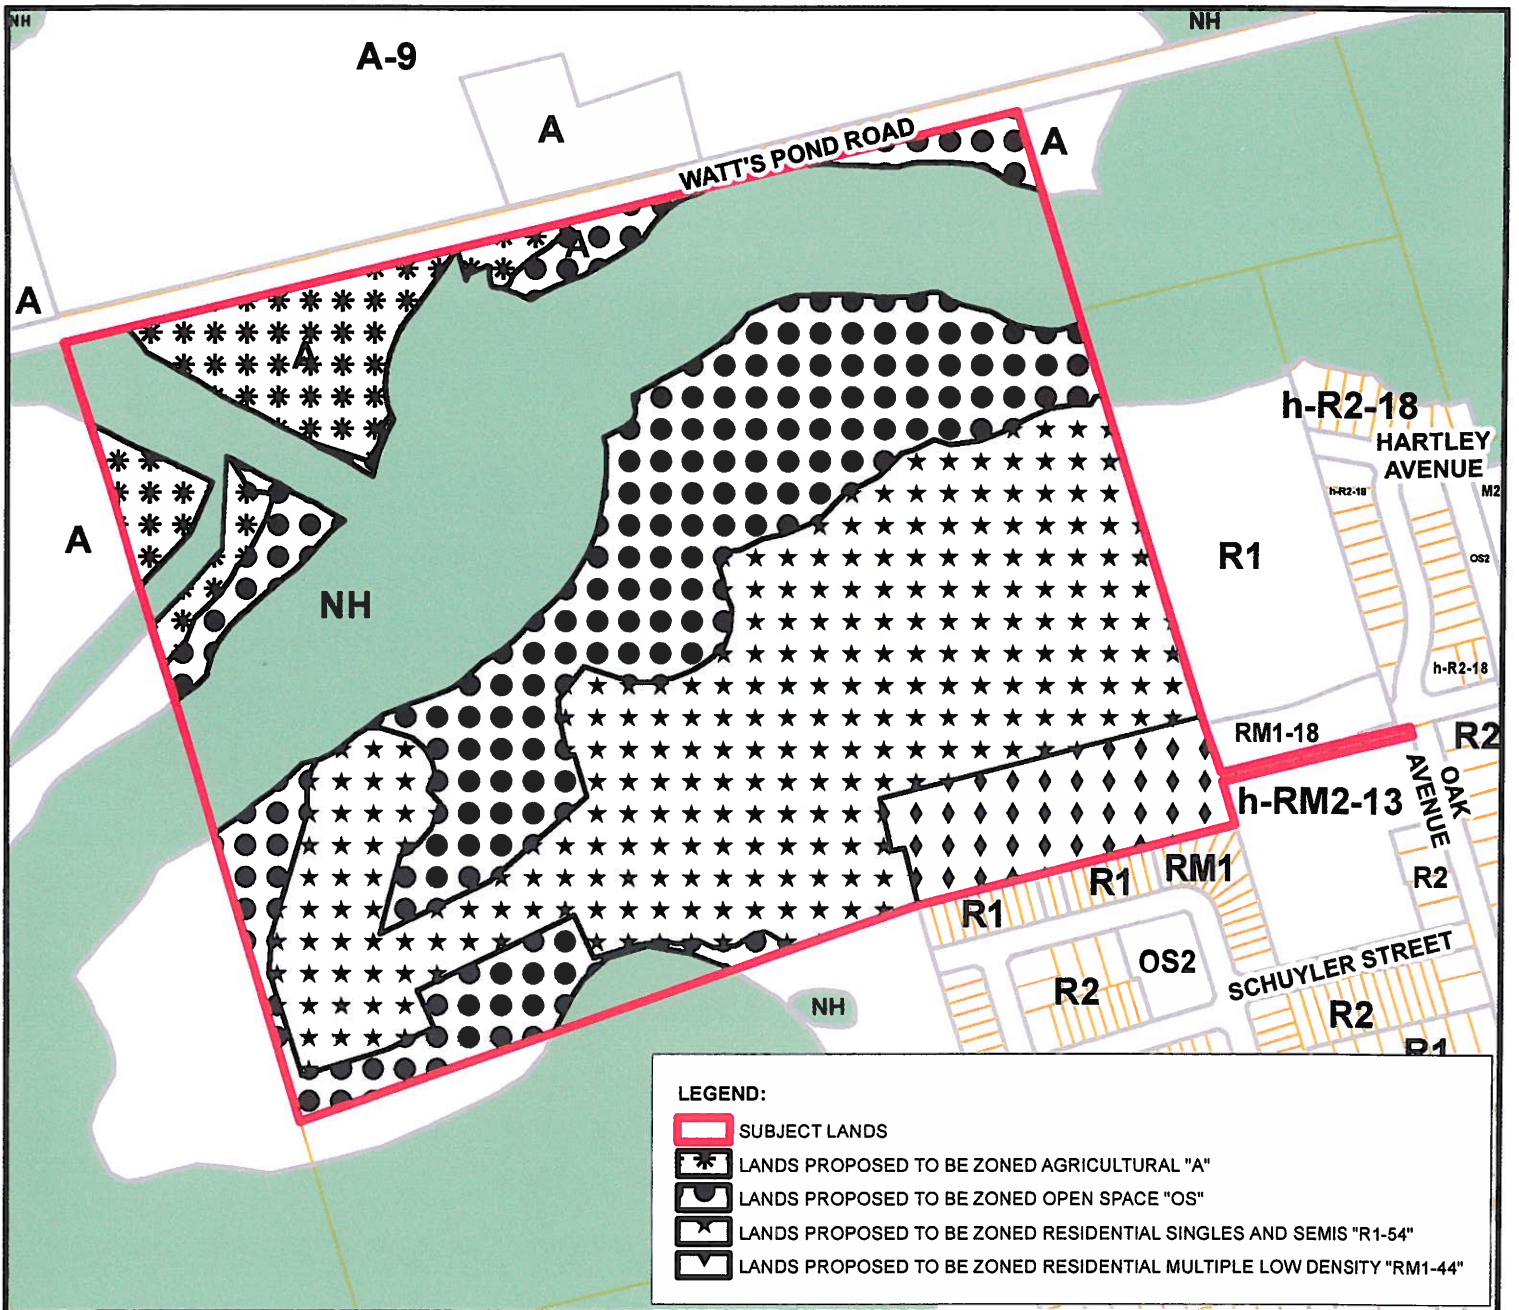 NH
NH
A-9
A
WATT'S POND ROAD
A
A
A
A
h-R2-18
HARTLEY
AVENUE
h-R2-18
M2
A
R1
OS2
NH
h-R2-18
RM1-18
R2
OAK
AVENUE
h-RM2-13
RM1
R1
R2
R1
OS2
SCHUYLER STREET
R2
R2
NH
R1
LEGEND:
SUBJECT LANDS
LANDS PROPOSED TO BE ZONED AGRICULTURAL "A"
LANDS PROPOSED TO BE ZONED OPEN SPACE "OS"
LANDS PROPOSED TO BE ZONED RESIDENTIAL SINGLES AND SEMIS "R1-54"
LANDS PROPOSED TO BE ZONED RESIDENTIAL MULTIPLE LOW DENSITY "RM1-44"